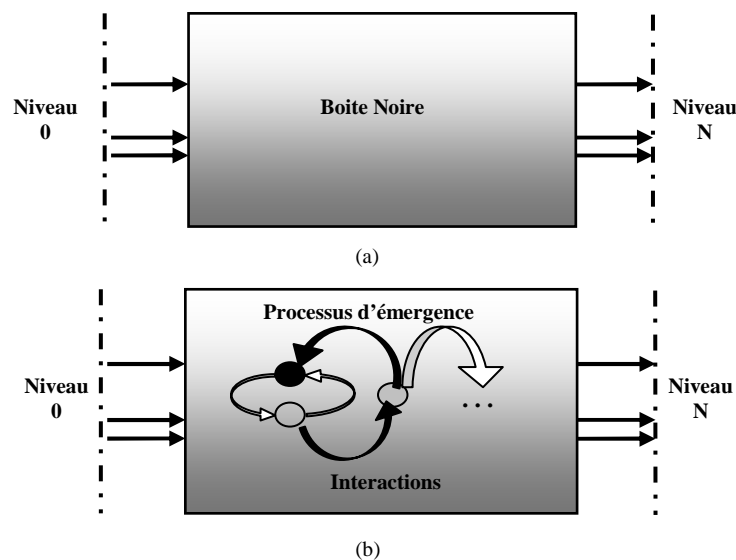 Niveau
0
Boite Noire
Niveau
N
(a)
Processus d'émergence
Niveau
0
...
Niveau
N
Interactions
(b)